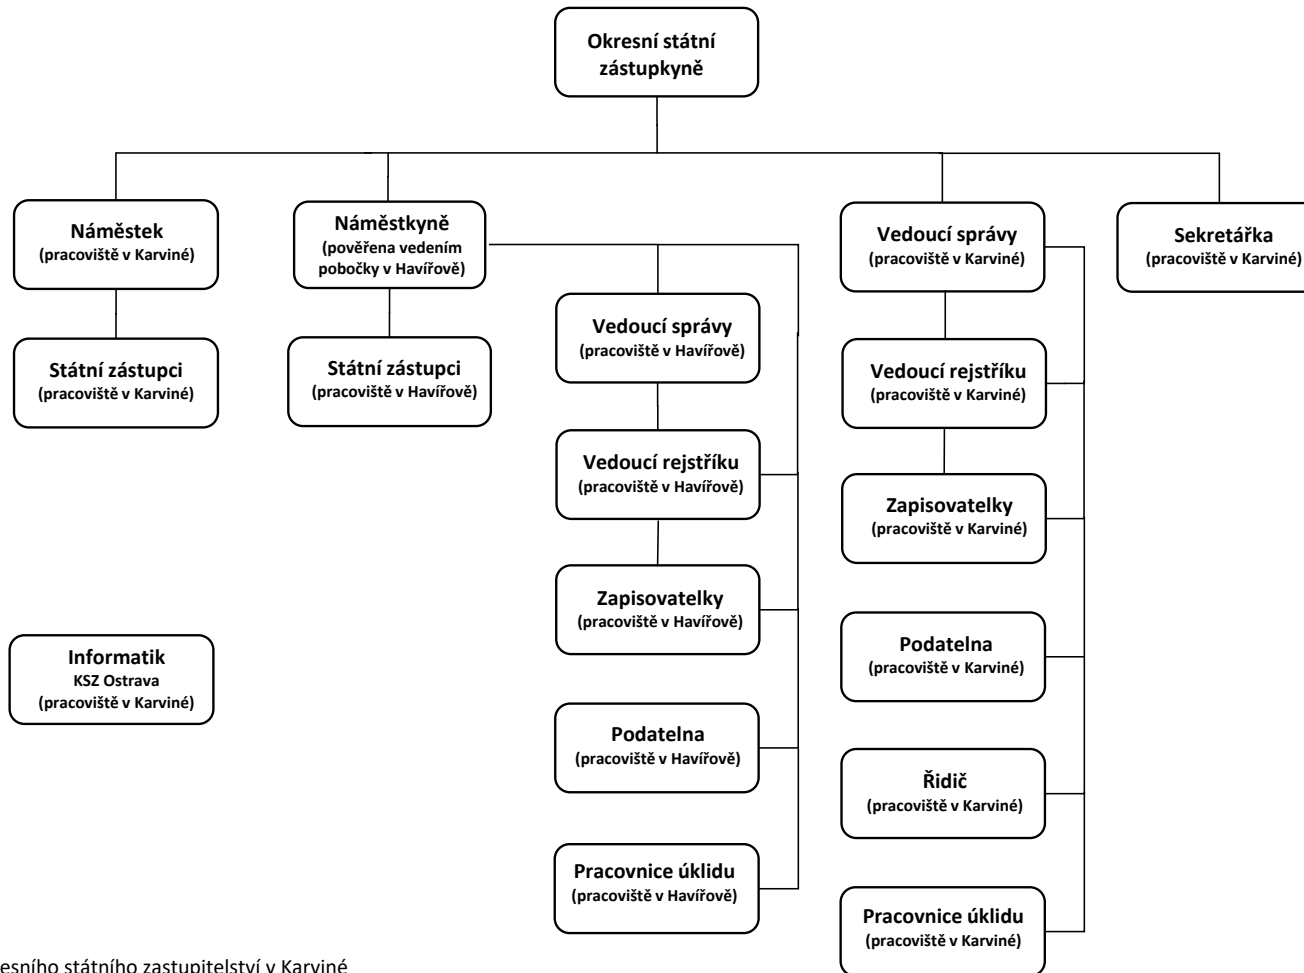 Okresní státní
zástupkyně
Náměstek
(pracoviště v Karviné)
Náměstkyně
(pověřena vedením
pobočky v Havířově)
Vedoucí správy
(pracoviště v Karviné)
Sekretářka
(pracoviště v Karviné)
Státní zástupci
(pracoviště v Karviné)
Státní zástupci
(pracoviště v Havířově)
Vedoucí správy
(pracoviště v Havířově)
Vedoucí rejstříku
(pracoviště v Karviné)
Vedoucí rejstříku
(pracoviště v Havířově)
Zapisovatelky
(pracoviště v Karviné)
Zapisovatelky
(pracoviště v Havířově)
Informatik
KSZ Ostrava
(pracoviště v Karviné)
Podatelna
(pracoviště v Karviné)
Podatelna
(pracoviště v Havířově)
Řidič
(pracoviště v Karviné)
Pracovnice úklidu
(pracoviště v Havířově)
Pracovnice úklidu
(pracoviště v Karviné)
státního zastupitelství v Karviné